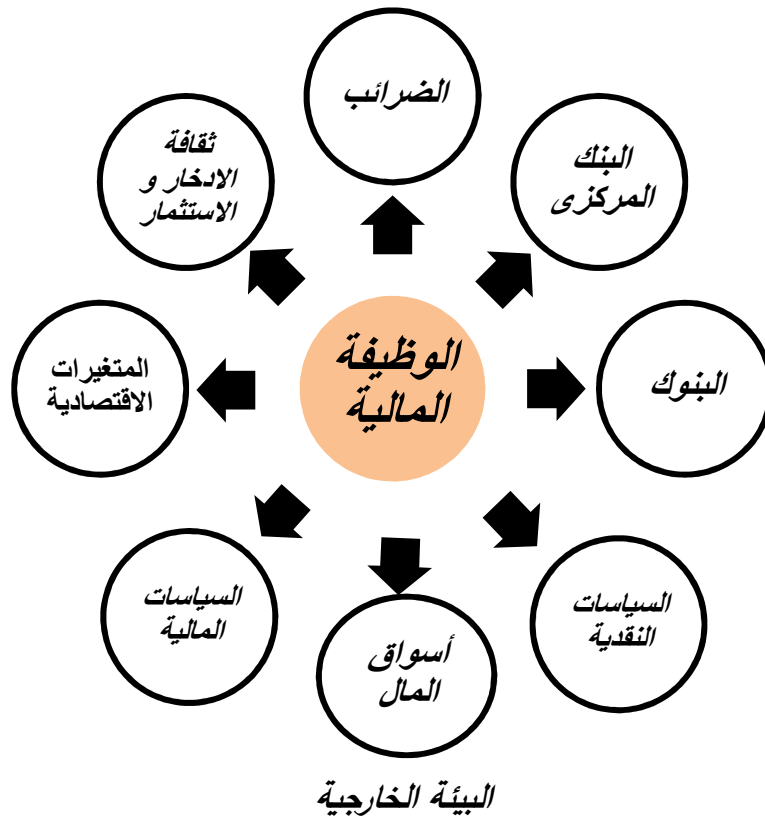 الضرائب
البنك
المركزى
البنوك
السياسات
النقدية
أسواق
المال
السياسات
المالية
المتغيرات
الاقتصادية
ثقافة
الادخار و
الاستثمار
الوظيفة
المالية
البيئة الخارجية